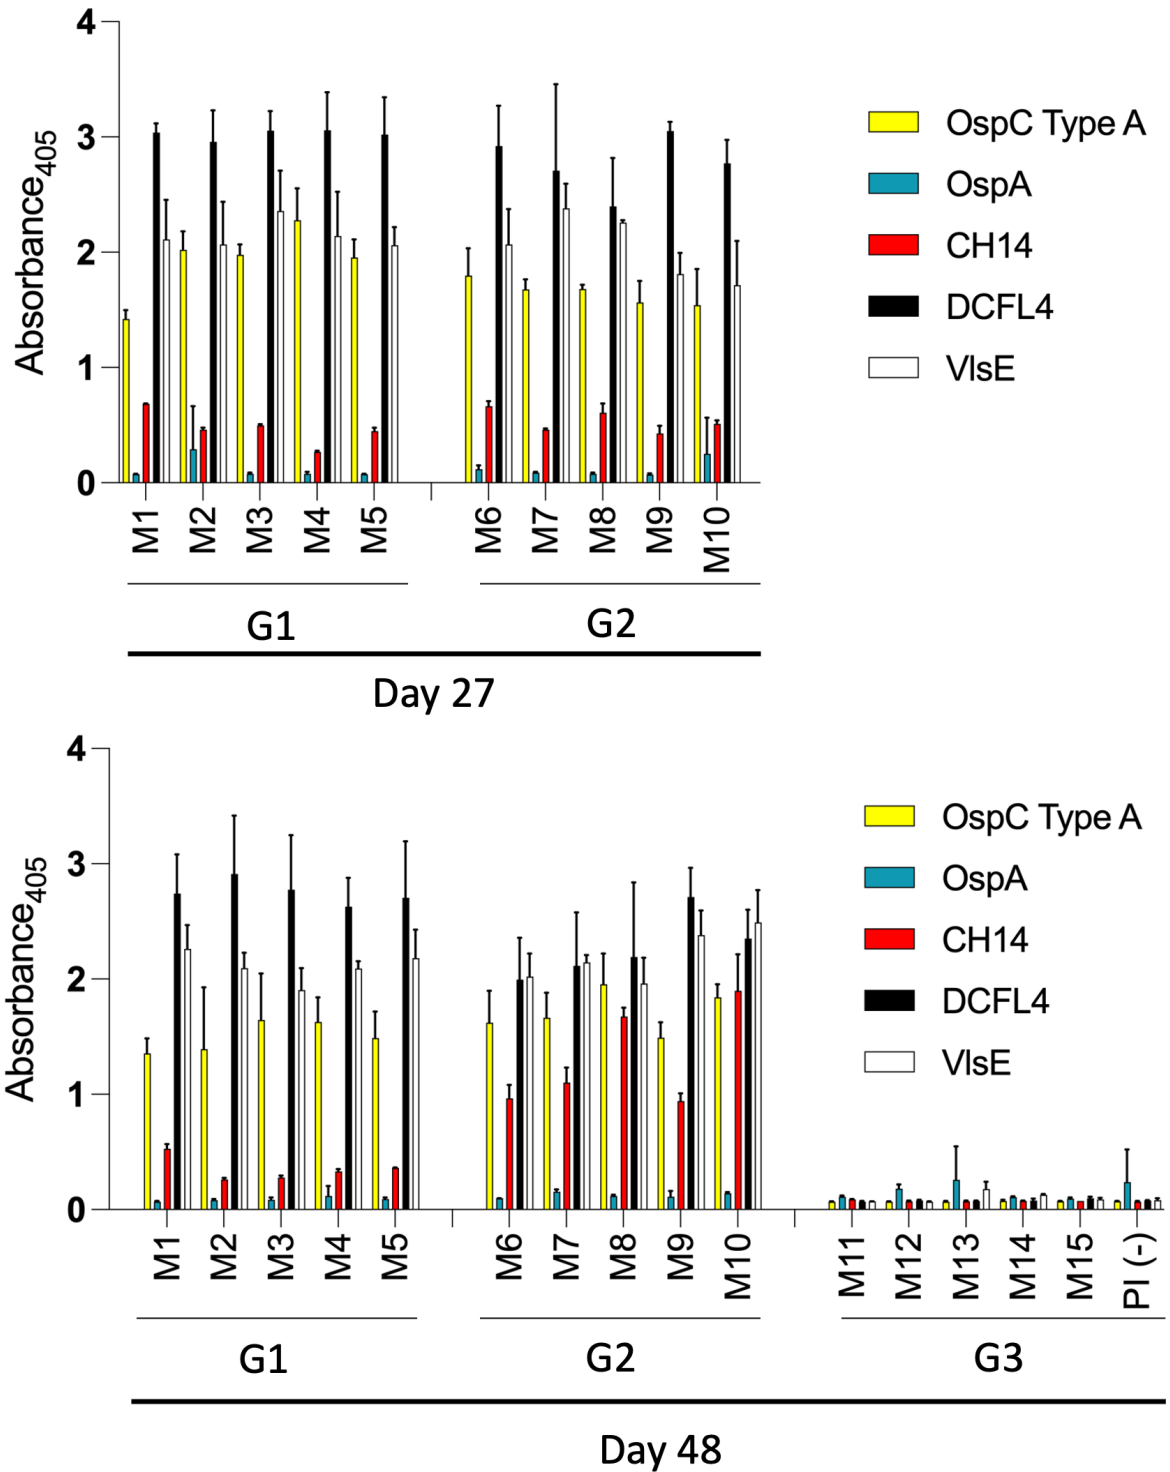 4
3
2
1
0
Absorbance405
OspC Type A
OspA
CH14
DCFL4
VlsE
M1 M2 M3 M4 M5 M6 M7 M8 M9 M10
G1 G2
Day 27
4
3
2
1
0
Absorbance405
OspC Type A
OspA
CH14
DCFL4
VlsE
M1 M2 M3 M4 M5 M6 M7 M8 M9 M10 M11 M12 M13 M14 M15 PI (-)
G1 G2 G3
Day 48